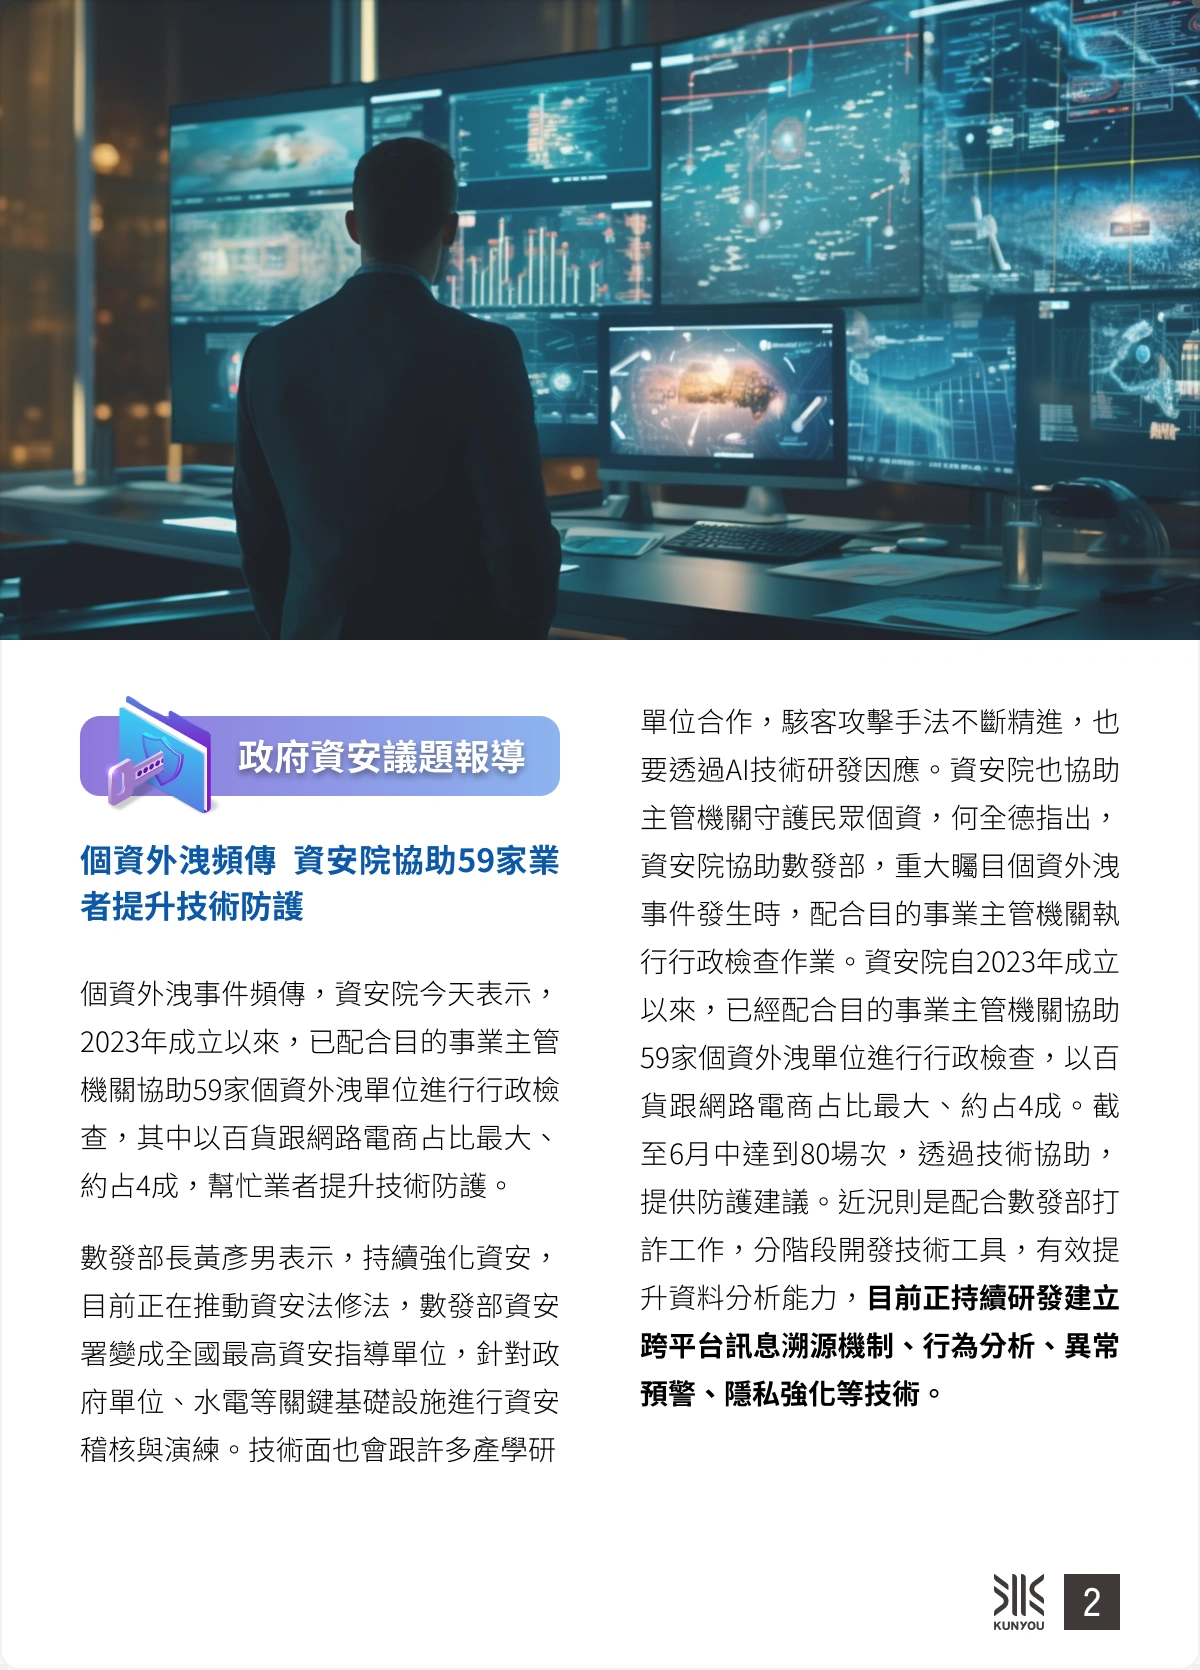 政府資安議題報導
個資外洩頻傳 資安院協助59家業
者提升技術防護
個資外洩事件頻傳，資安院今天表示，
2023年成立以來，已配合目的事業主管
機關協助59家個資外洩單位進行行政檢
查，其中以百貨跟網路電商占比最大、
約占4成，幫忙業者提升技術防護。
數發部長黃彥男表示，持續強化資安，
目前正在推動資安法修法，數發部資安
署變成全國最高資安指導單位，針對政
府單位、水電等關鍵基礎設施進行資安
稽核與演練。技術面也會跟許多產學研
單位合作，駭客攻擊手法不斷精進，也
要透過AI技術研發因應。資安院也協助
主管機關守護民眾個資，何全德指出，
資安院協助數發部，重大矚目個資外洩
事件發生時，配合目的事業主管機關執
行行政檢查作業。資安院自2023年成立
以來，已經配合目的事業主管機關協助
59家個資外洩單位進行行政檢查，以百
貨跟網路電商占比最大、約占4成。截
至6月中達到80場次，透過技術協助，
提供防護建議。近況則是配合數發部打
詐工作，分階段開發技術工具，有效提
升資料分析能力，目前正持續研發建立
跨平台訊息溯源機制、行為分析、異常
預警、隱私強化等技術。
KUNYOU
2